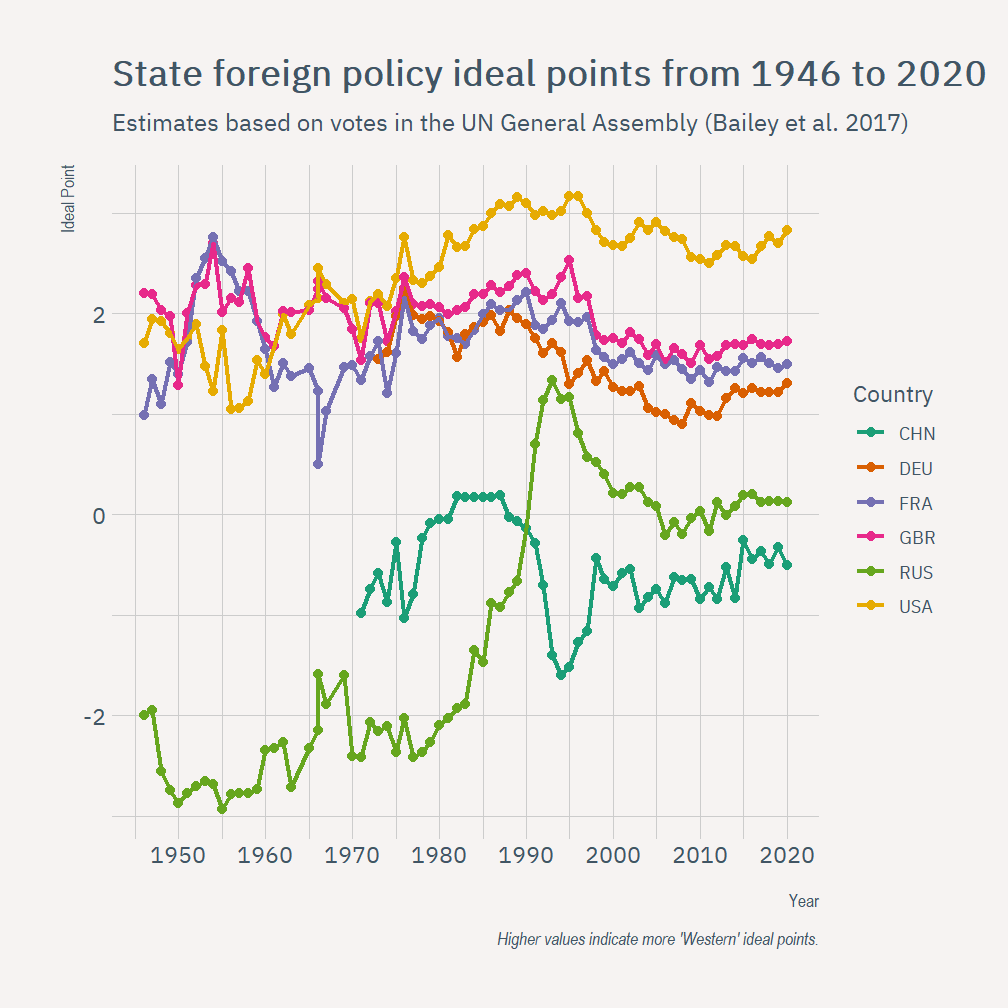 State foreign policy ideal points from 1946 to 2020
Estimates based on votes in the UN General Assembly (Bailey et al. 2017)
Ideal Point
2
0
-2
1950 1960 1970 1980 1990 2000 2010 2020
Year
Higher values indicate more 'Western' ideal points.
Country
CHN
DEU
FRA
GBR
RUS
USA